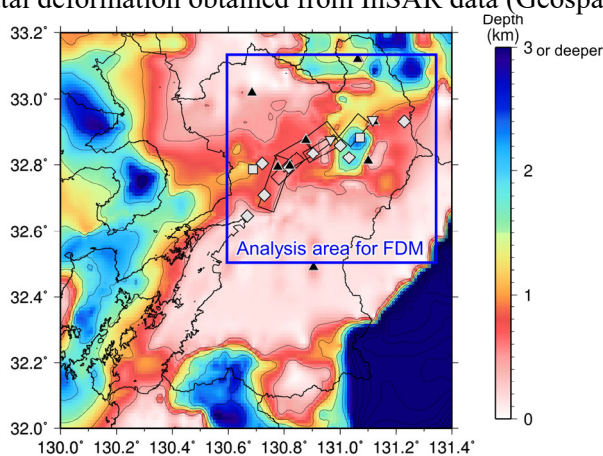 tal deformation obtained from InSAR data (Geospa
Depth
(km)
33.2
3 or deeper
33.0
32.8
2
32.6
Analysis area for FDM
32.4
1
32.2
32.0
0
130.0 130.2 130.4 130.6 130.8 131.0 131.2 131.4